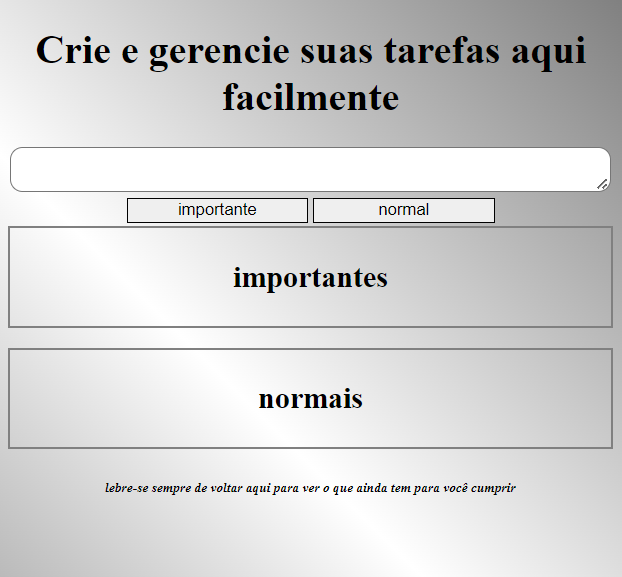 Crie e gerencie suas tarefas aqui
facilmente
importante normal
importantes
normais
lebre-se sempre de voltar aqui para ver o que ainda tem para você cumprir